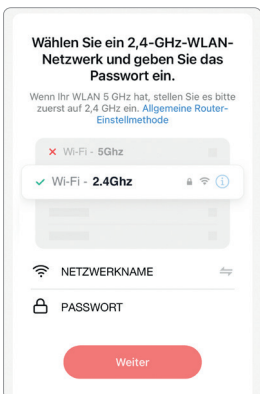 Wählen Sie ein 2,4-GHz-WLAN-
Netzwerk und geben Sie das
Passwort ein.
Wenn Ihr WLAN 5 GHz hat, stellen Sie es bitte
zuerst auf 2,4 GHz ein. Allgemeine Router-
Einstellmethode
Wi-Fi - 5Ghz
Wi-Fi - 2.4Ghz
NETZWERKNAME
PASSWORT
Weiter